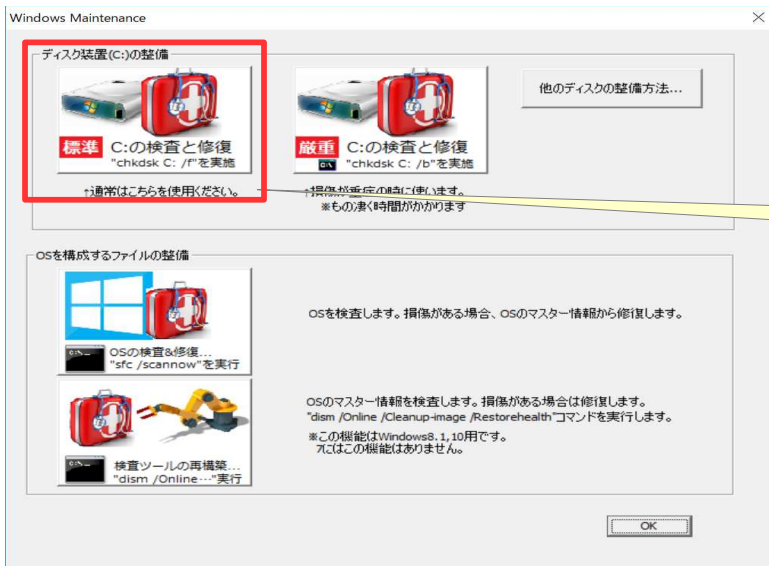 Windows Maintenance
ディスク装置(C:)の整備
標準 C:の検査と修復
"chkdsk C: /f"を実施
↑通常はこちらを使用ください。
厳重 C:の検査と修復
"chkdsk C: /b"を実施
↑損傷が重症の時に使います。
※もの凄く時間がかかります
他のディスクの整備方法...
OSを構成するファイルの整備
OSの検査&修復...
"sfc /scannow"を実行
OSを検査します。損傷がある場合、OSのマスター情報から修復します。
検査ツールの再構築...
"dism /Online…"実行
OSのマスター情報を検査します。損傷がある場合は修復します。
"dism /Online /Cleanup-image /Restorehealth"コマンドを実行します。
※この機能はWindows8.1,10用です。
7にはこの機能はありません。
OK